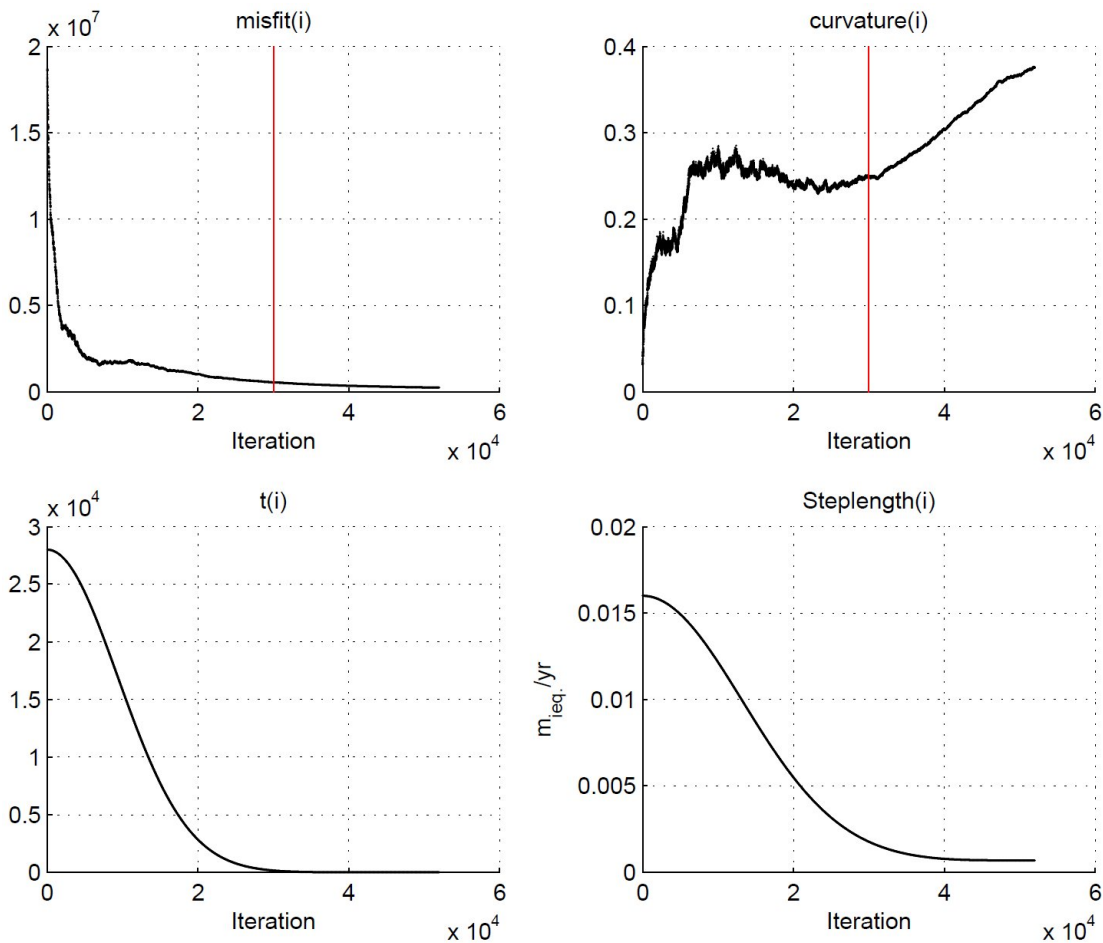 misfit(i)
x 10^7
2
1.5
1
0.5
0
0 2 4 6
Iteration
x 10^4
curvature(i)
0.4
0.3
0.2
0.1
0
0 2 4 6
Iteration
x 10^4
t(i)
x 10^4
3
2.5
2
1.5
1
0.5
0
0 2 4 6
Iteration
x 10^4
Steplength(i)
m_ieq./yr
0.02
0.015
0.01
0.005
0
0 2 4 6
Iteration
x 10^4